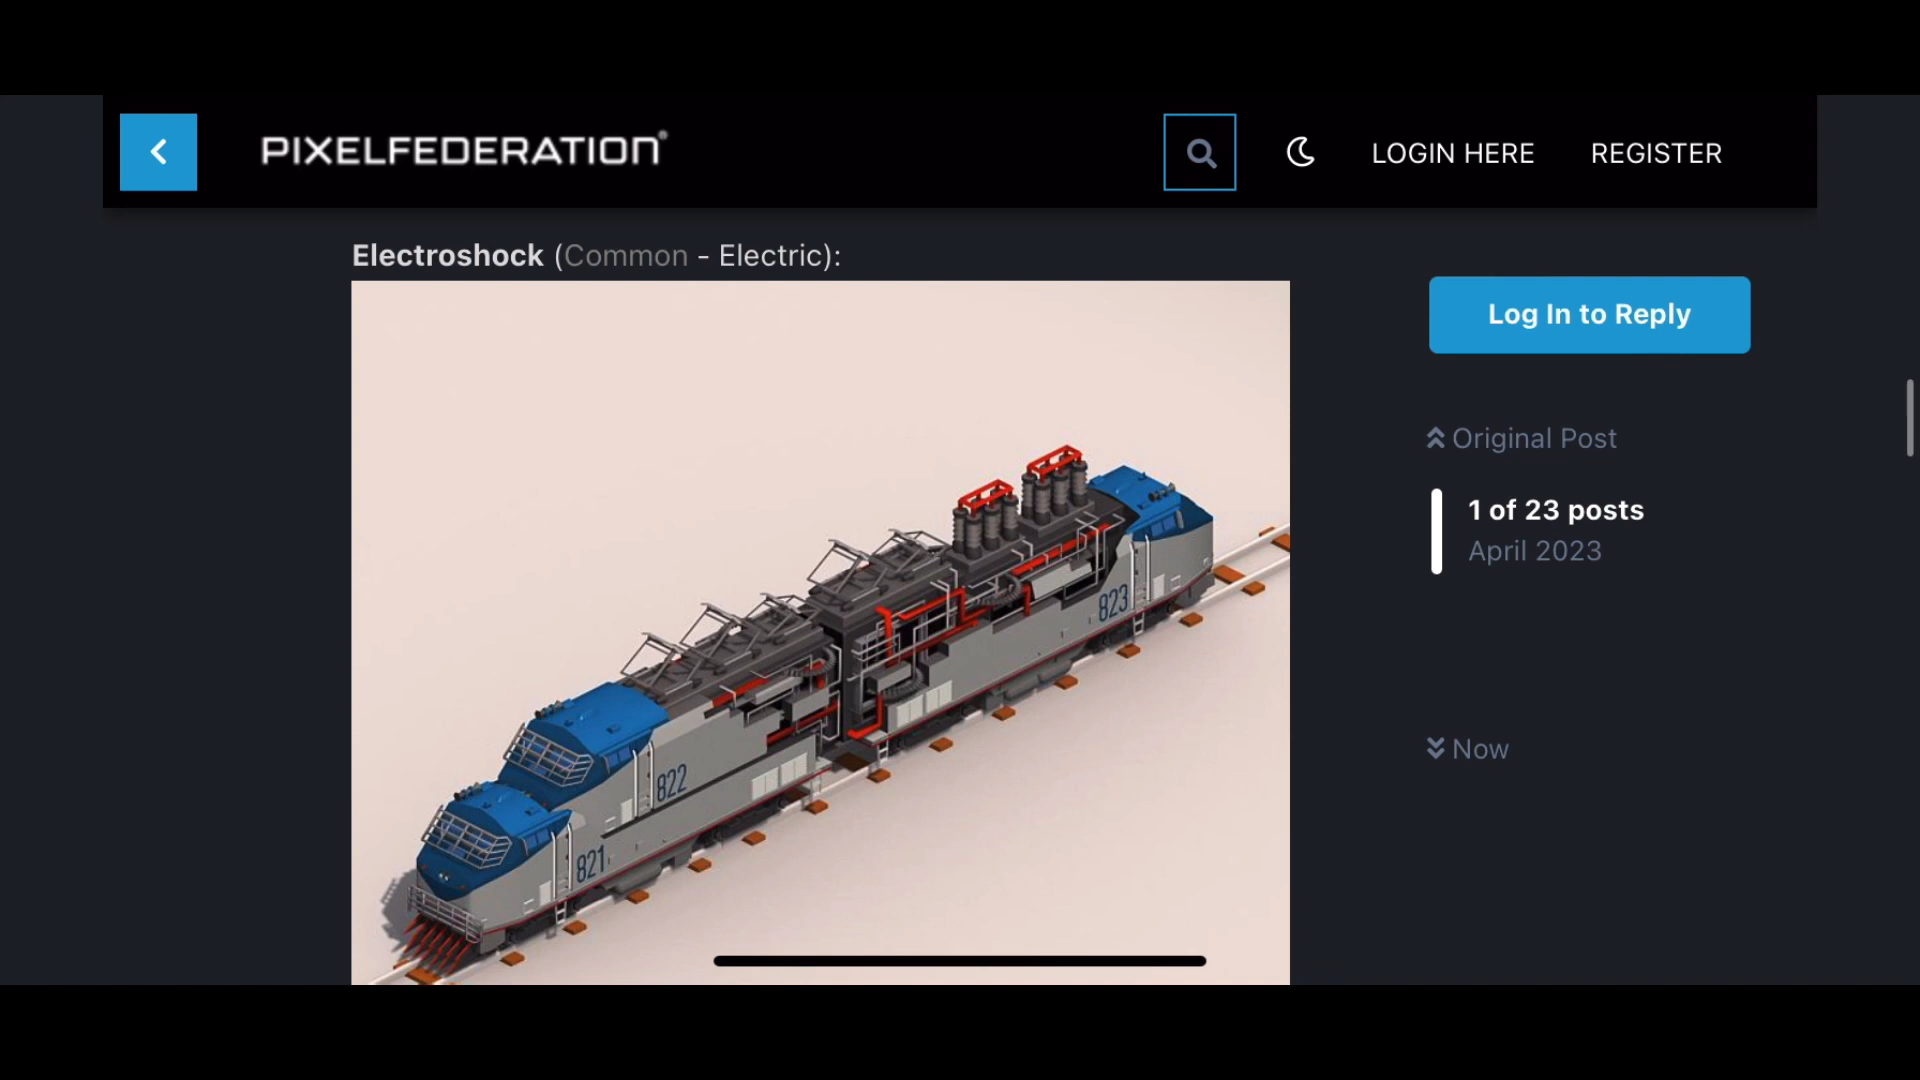 PIXELFEDERATION®
LOGIN HERE
REGISTER
Electroshock (Common - Electric):
Log In to Reply
Original Post
1 of 23 posts
April 2023
Now
823
822
821